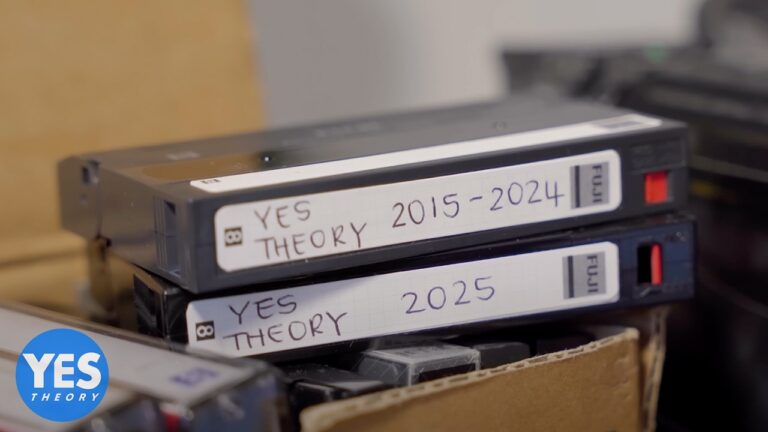 YES
THEORY 2015-2024
8
FUJI
YES
THEORY 2025
8
FUJI
YES
THEORY